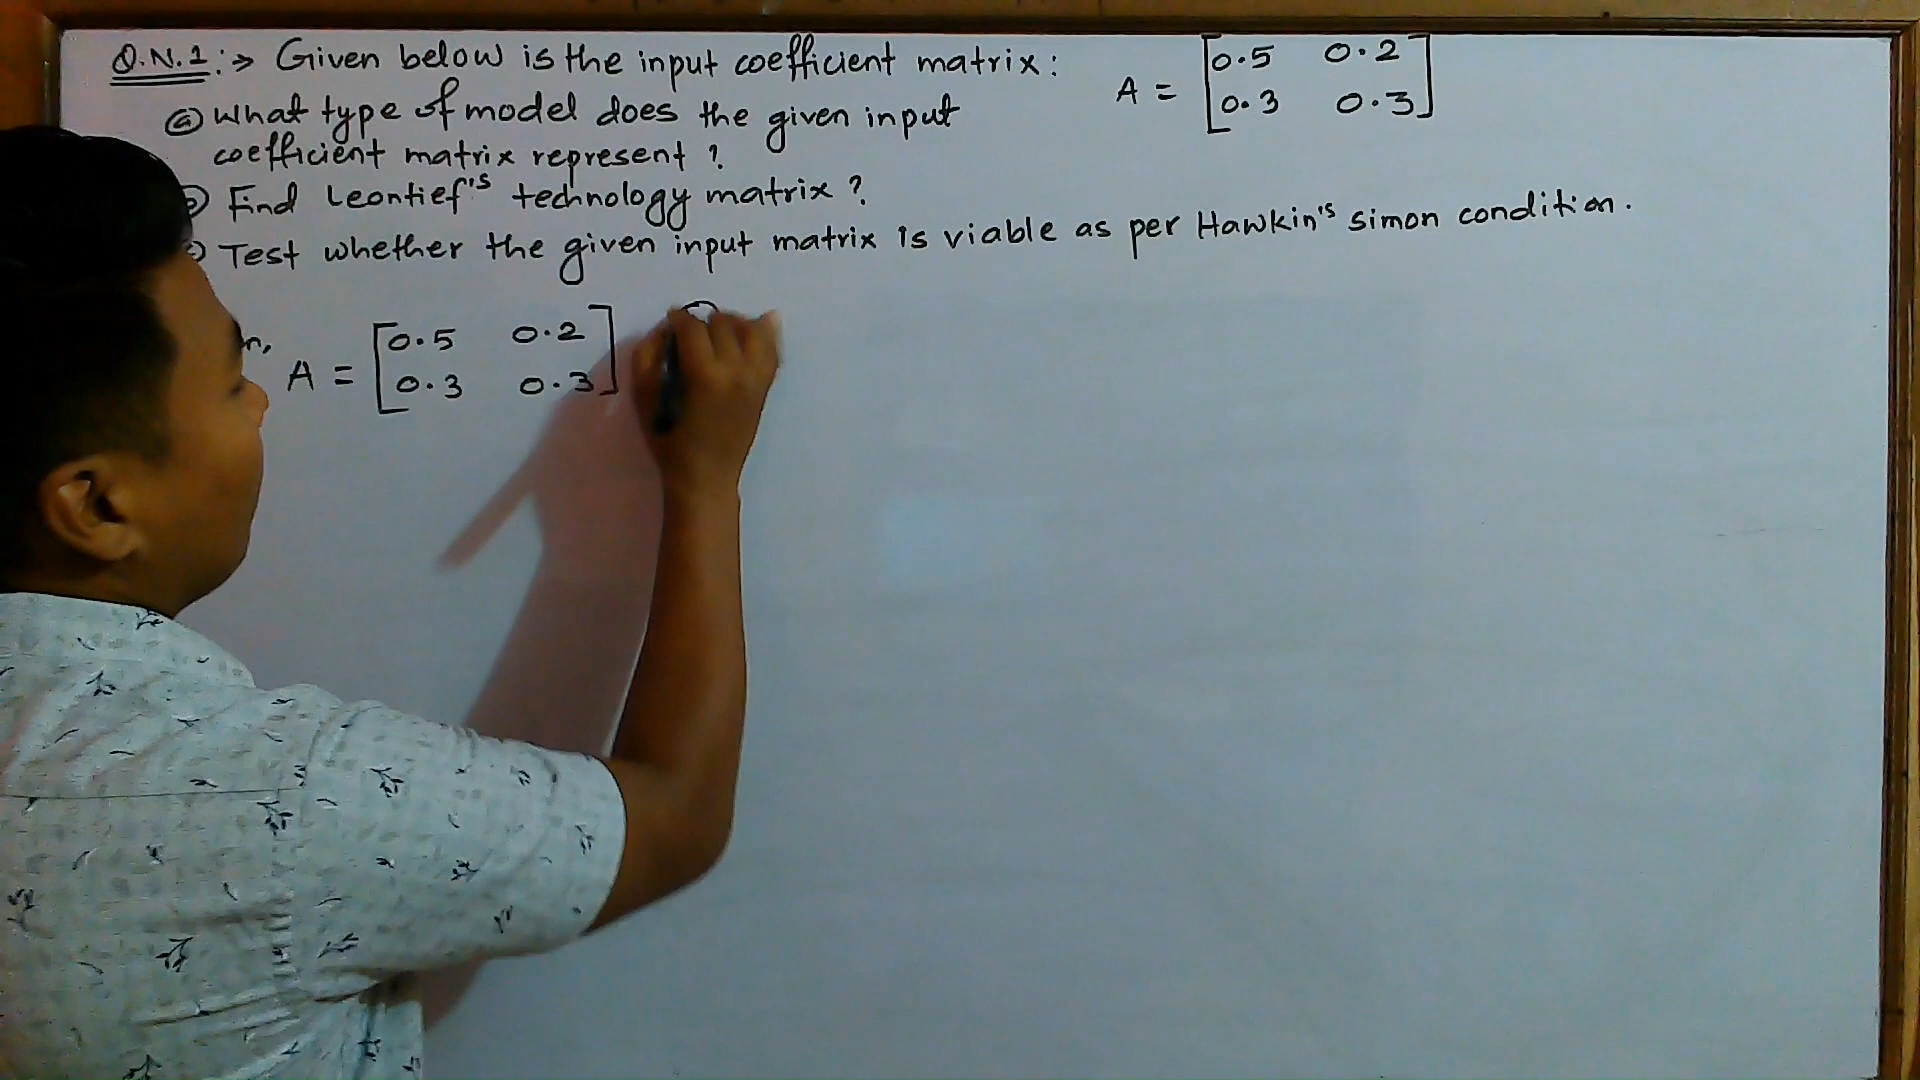 Q.N.1 :→ Given below is the input coefficient matrix: A = [0.5 0.2
0.3 0.3]
ⓐ What type of model does the given input
coefficient matrix represent ?
Find Leontief's technology matrix ?
Test whether the given input matrix is viable as per Hawkin's simon condition.
n,
A = [0.5 0.2
0.3 0.3]